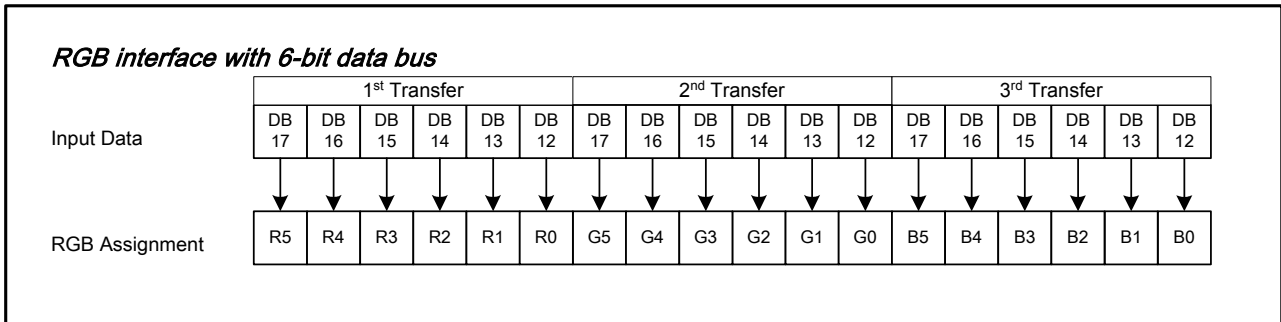 RGB interface with 6-bit data bus
1st Transfer 2nd Transfer 3rd Transfer
Input Data DB 17 DB 16 DB 15 DB 14 DB 13 DB 12 DB 17 DB 16 DB 15 DB 14 DB 13 DB 12 DB 17 DB 16 DB 15 DB 14 DB 13 DB 12
RGB Assignment R5 R4 R3 R2 R1 R0 G5 G4 G3 G2 G1 G0 B5 B4 B3 B2 B1 B0